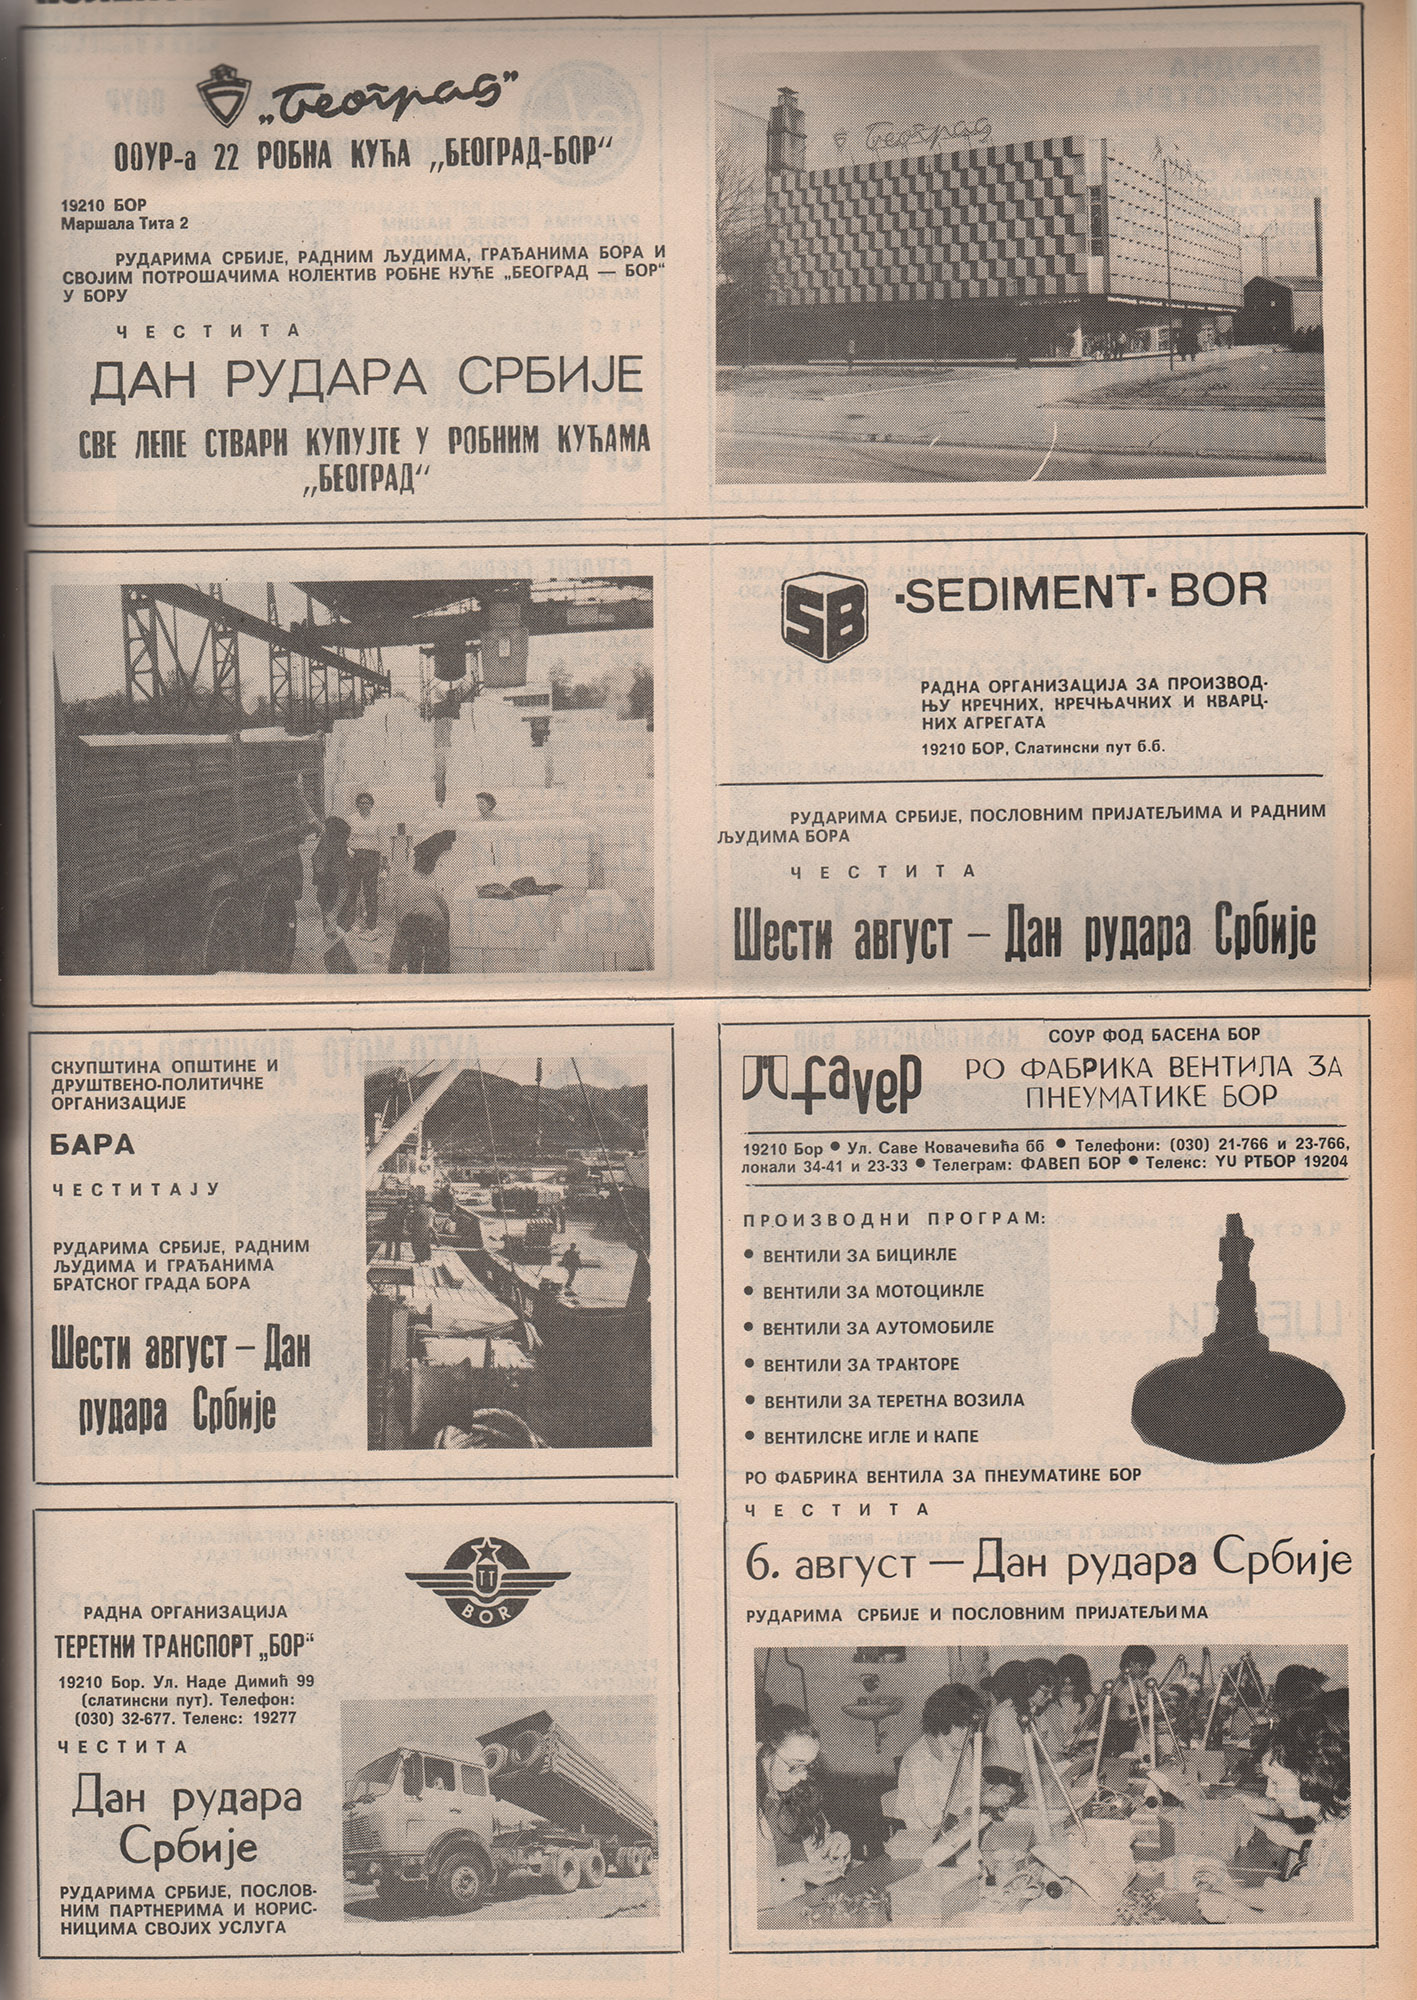 „Београд”
ООУР-а 22 РОБНА КУЋА „БЕОГРАД-БОР“
19210 БОР
Маршала Тита 2
РУДАРИМА СРБИЈЕ, РАДНИМ ЉУДИМА, ГРАЂАНИМА БОРА И
СВОЈИМ ПОТРОШАЧИМА КОЛЕКТИВ РОБНЕ КУЋЕ „БЕОГРАД — БОР“
У БОРУ
ЧЕСТИТА
ДАН РУДАРА СРБИЈЕ
СВЕ ЛЕПЕ СТВАРИ КУПУЈТЕ У РОБНИМ КУЋАМА
„БЕОГРАД“
Београд
SB
·SEDIMENT· BOR
РАДНА ОРГАНИЗАЦИЈА ЗА ПРОИЗВОД-
ЊУ КРЕЧНИХ, КРЕЧЊАЧКИХ И КВАРЦ-
НИХ АГРЕГАТА
19210 БОР, Слатински пут б.б.
РУДАРИМА СРБИЈЕ, ПОСЛОВНИМ ПРИЈАТЕЉИМА И РАДНИМ
ЉУДИМА БОРА
ЧЕСТИТА
Шести август – Дан рудара Србије
СКУПШТИНА ОПШТИНЕ И
ДРУШТВЕНО-ПОЛИТИЧКЕ
ОРГАНИЗАЦИЈЕ
БАРА
ЧЕСТИТАЈУ
РУДАРИМА СРБИЈЕ, РАДНИМ
ЉУДИМА И ГРАЂАНИМА
БРАТСКОГ ГРАДА БОРА
Шести август – Дан
рудара Србије
ТТ
BOR
РАДНА ОРГАНИЗАЦИЈА
ТЕРЕТНИ ТРАНСПОРТ „БОР“
19210 Бор. Ул. Наде Димић 99
(слатински пут). Телефон:
(030) 32-677. Телекс: 19277
ЧЕСТИТА
Дан рудара
Србије
РУДАРИМА СРБИЈЕ, ПОСЛОВ-
НИМ ПАРТНЕРИМА И КОРИС-
НИЦИМА СВОЈИХ УСЛУГА
favep
СОУР ФОД БАСЕНА БОР
РО ФАБРИКА ВЕНТИЛА ЗА
ПНЕУМАТИКЕ БОР
19210 Бор ● Ул. Саве Ковачевића бб ● Телефони: (030) 21-766 и 23-766,
локали 34-41 и 23-33 ● Телеграм: ФАВЕП БОР ● Телекс: YU РТБОР 19204
ПРОИЗВОДНИ ПРОГРАМ:
● ВЕНТИЛИ ЗА БИЦИКЛЕ
● ВЕНТИЛИ ЗА МОТОЦИКЛЕ
● ВЕНТИЛИ ЗА АУТОМОБИЛЕ
● ВЕНТИЛИ ЗА ТРАКТОРЕ
● ВЕНТИЛИ ЗА ТЕРЕТНА ВОЗИЛА
● ВЕНТИЛСКЕ ИГЛЕ И КАПЕ
РО ФАБРИКА ВЕНТИЛА ЗА ПНЕУМАТИКЕ БОР
ЧЕСТИТА
6. август — Дан рудара Србије
РУДАРИМА СРБИЈЕ И ПОСЛОВНИМ ПРИЈАТЕЉИМА